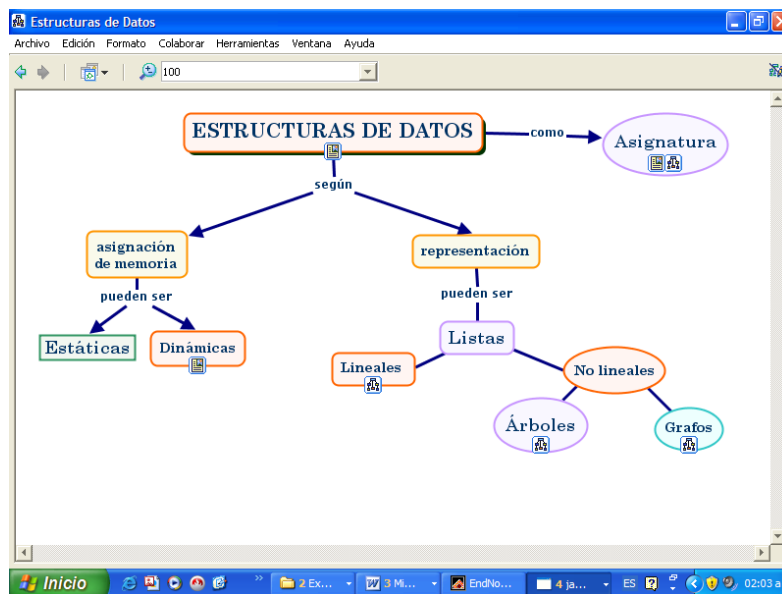 Estructuras de Datos
Archivo Edición Formato Colaborar Herramientas Ventana Ayuda
100
ESTRUCTURAS DE DATOS
como
Asignatura
según
asignación
de memoria
representación
pueden ser
pueden ser
Estáticas
Dinámicas
Listas
Lineales
No lineales
Árboles
Grafos
Inicio
2 Ex...
3 Mi...
EndNo...
4 ja...
ES
02:03 a